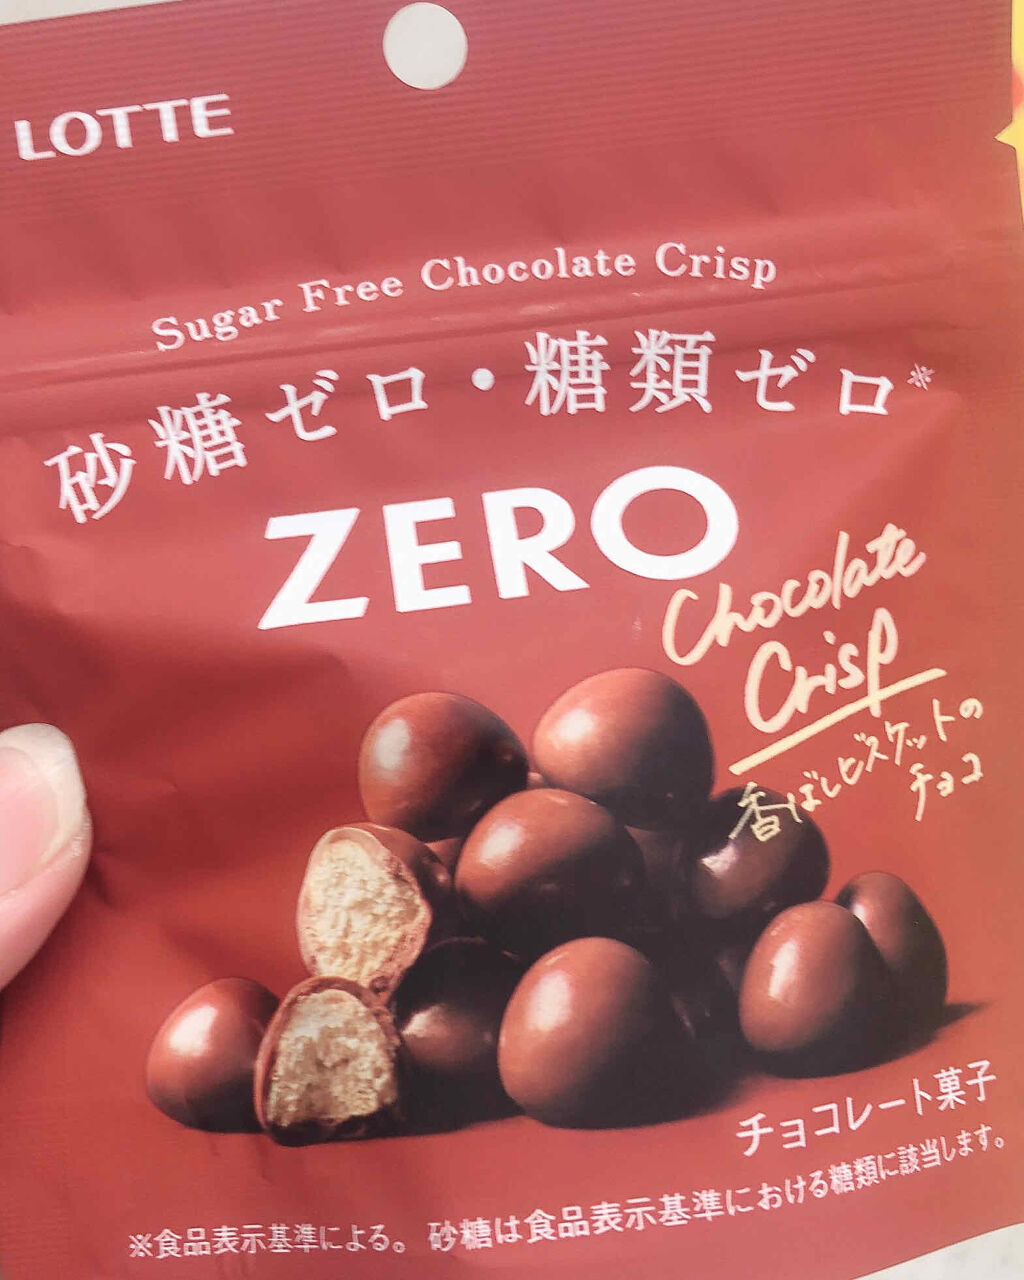 LOTTE
Sugar Free Chocolate Crisp
砂糖ゼロ・糖類ゼロ※
ZERO
Chocolate
Crisp
香ばしビスケットの
チョコ
チョコレート菓子
※食品表示基準による。 砂糖は食品表示基準における糖類に該当します。